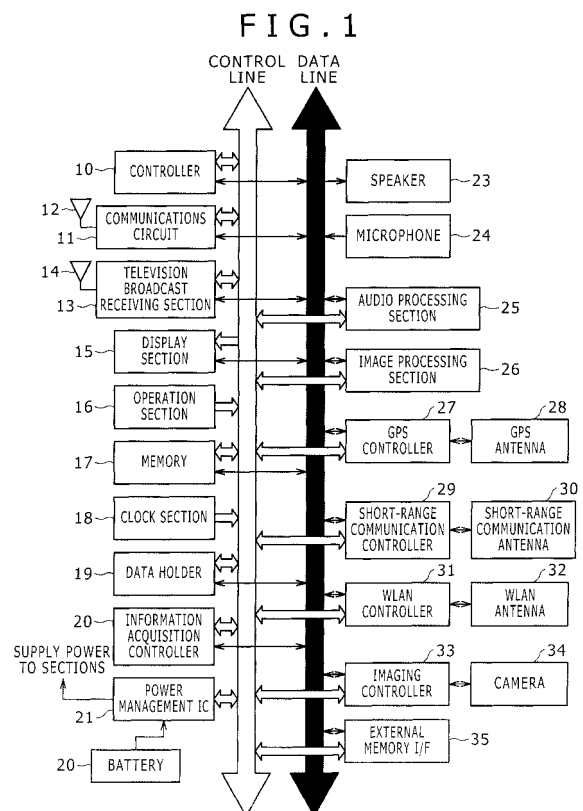 FIG.1
CONTROL LINE
DATA LINE
10
CONTROLLER
12
11
COMMUNICATIONS
CIRCUIT
14
13
TELEVISION
BROADCAST
RECEIVING SECTION
15
DISPLAY
SECTION
16
OPERATION
SECTION
17
MEMORY
18
CLOCK SECTION
19
DATA HOLDER
20
INFORMATION
ACQUISITION
CONTROLLER
SUPPLY POWER
TO SECTIONS
21
POWER
MANAGEMENT IC
20
BATTERY
SPEAKER
23
MICROPHONE
24
AUDIO PROCESSING
SECTION
25
IMAGE PROCESSING
SECTION
26
27
GPS
CONTROLLER
28
GPS
ANTENNA
29
SHORT-RANGE
COMMUNICATION
CONTROLLER
30
SHORT-RANGE
COMMUNICATION
ANTENNA
31
WLAN
CONTROLLER
32
WLAN
ANTENNA
33
IMAGING
CONTROLLER
34
CAMERA
EXTERNAL
MEMORY I/F
35